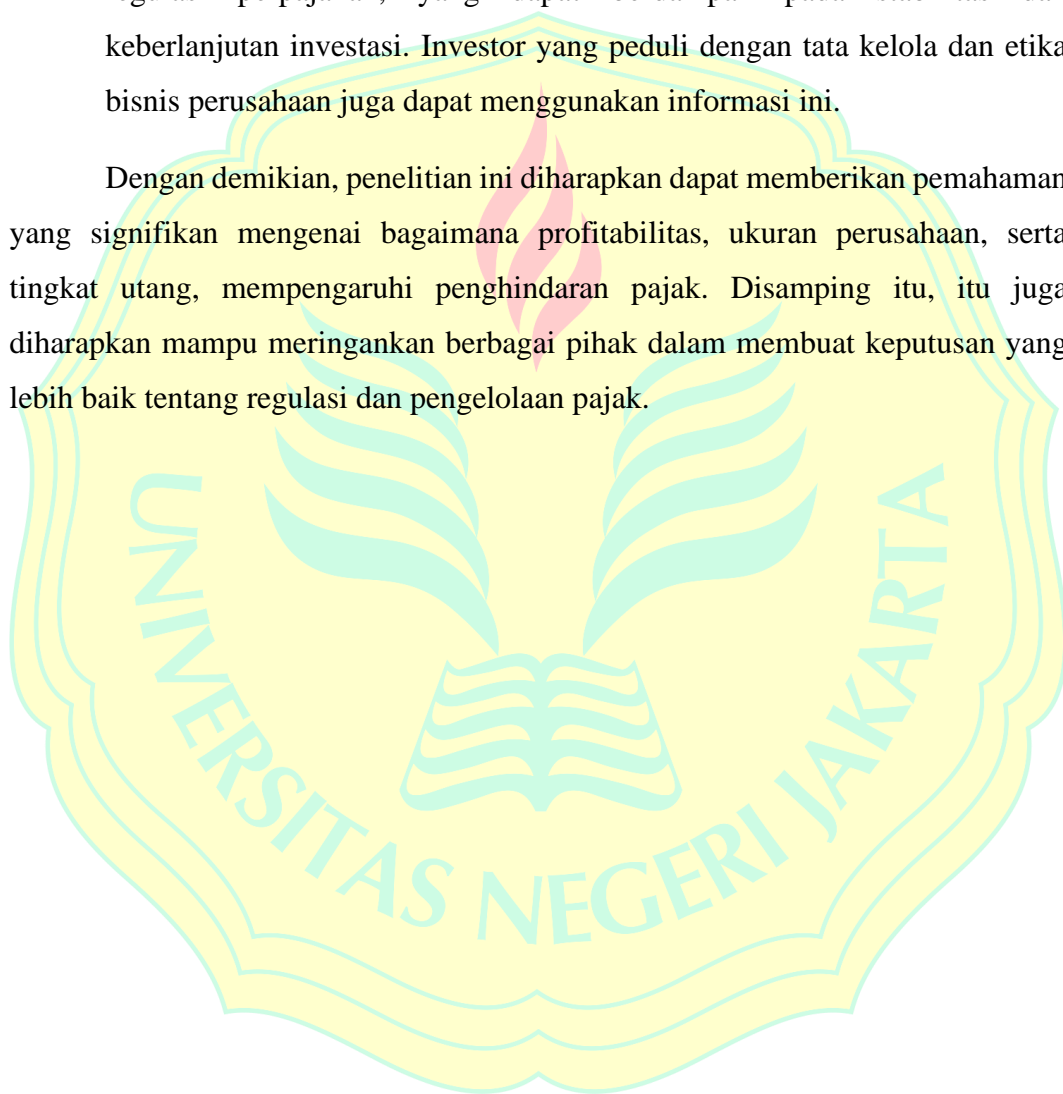 keberlanjutan investasi. Investor yang peduli dengan tata kelola dan etika
bisnis perusahaan juga dapat menggunakan informasi ini.
Dengan demikian, penelitian ini diharapkan dapat memberikan pemahaman
yang signifikan mengenai bagaimana profitabilitas, ukuran perusahaan, serta
tingkat utang, mempengaruhi penghindaran pajak. Disamping itu, itu juga
diharapkan mampu meringankan berbagai pihak dalam membuat keputusan yang
lebih baik tentang regulasi dan pengelolaan pajak.
UNIVERSITAS NEGERI JAKARTA